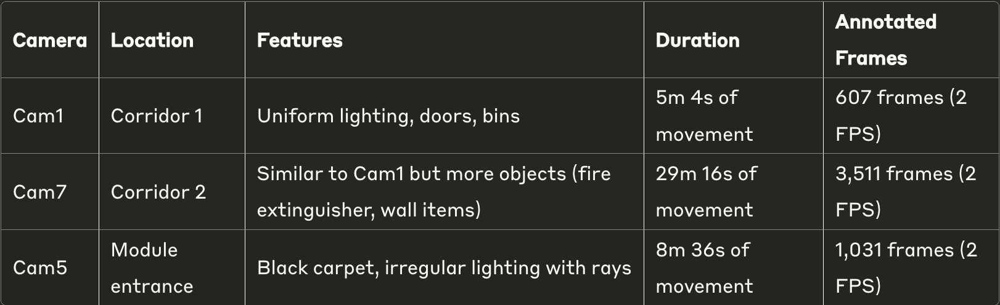 Camera Location Features Duration Annotated
Frames
Cam1 Corridor 1 Uniform lighting, doors, bins 5m 4s of
movement 607 frames (2
FPS)
Cam7 Corridor 2 Similar to Cam1 but more objects (fire
extinguisher, wall items) 29m 16s of
movement 3,511 frames (2
FPS)
Cam5 Module
entrance Black carpet, irregular lighting with rays 8m 36s of
movement 1,031 frames (2
FPS)